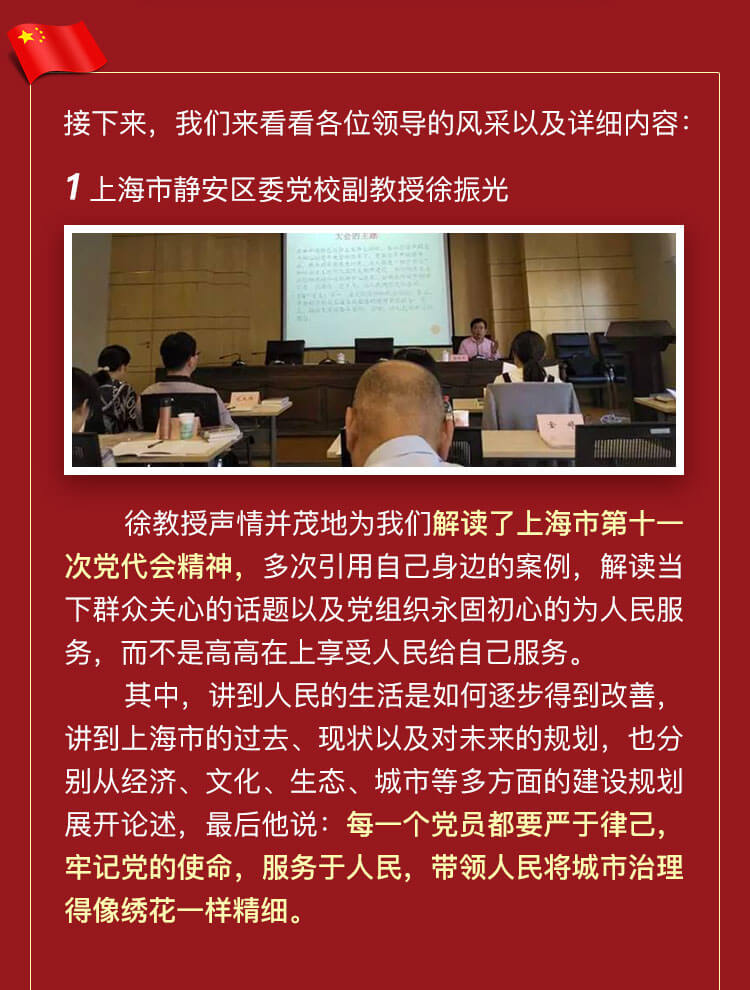 接下来，我们来看看各位领导的风采以及详细内容：
1 上海市静安区委党校副教授徐振光
大会的主题
徐教授声情并茂地为我们解读了上海市第十一
次党代会精神，多次引用自己身边的案例，解读当
下群众关心的话题以及党组织永固初心的为人民服
务，而不是高高在上享受人民给自己服务。
其中，讲到人民的生活是如何逐步得到改善，
讲到上海市的过去、现状以及对未来的规划，也分
别从经济、文化、生态、城市等多方面的建设规划
展开论述，最后他说：每一个党员都要严于律己，
牢记党的使命，服务于人民，带领人民将城市治理
得像绣花一样精细。